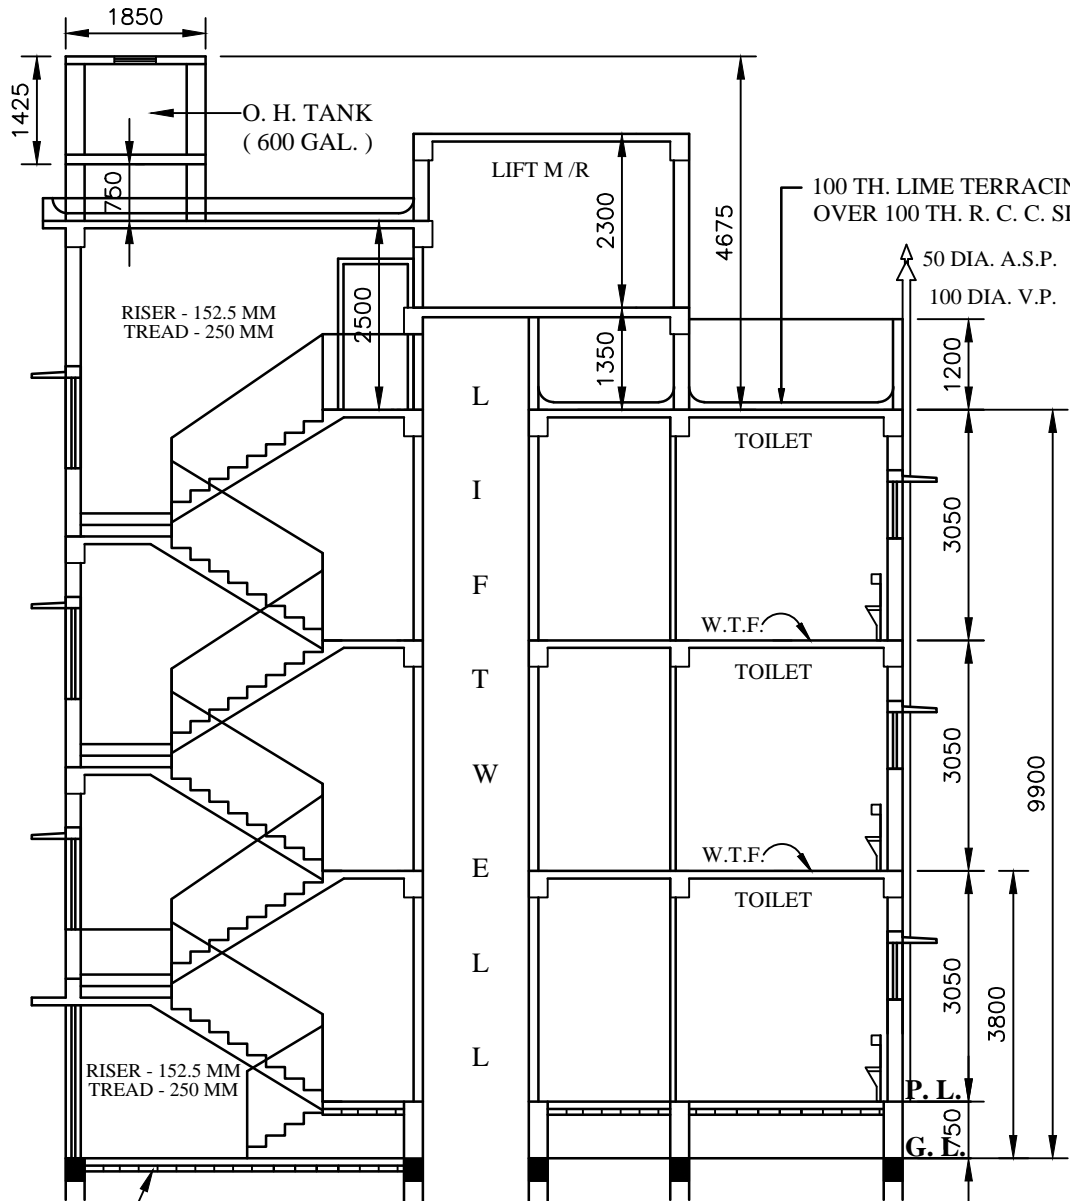 1850
1425
O. H. TANK
( 600 GAL. )
750
LIFT M /R
2300
4675
100 TH. LIME TERRACIN
OVER 100 TH. R. C. C. SL
50 DIA. A.S.P.
100 DIA. V.P.
RISER - 152.5 MM
TREAD - 250 MM
2500
1350
1200
L
I
F
T
W
E
L
L
TOILET
3050
W.T.F.
TOILET
3050
9900
W.T.F.
TOILET
3050
3800
RISER - 152.5 MM
TREAD - 250 MM
P. L.
750
G. L.